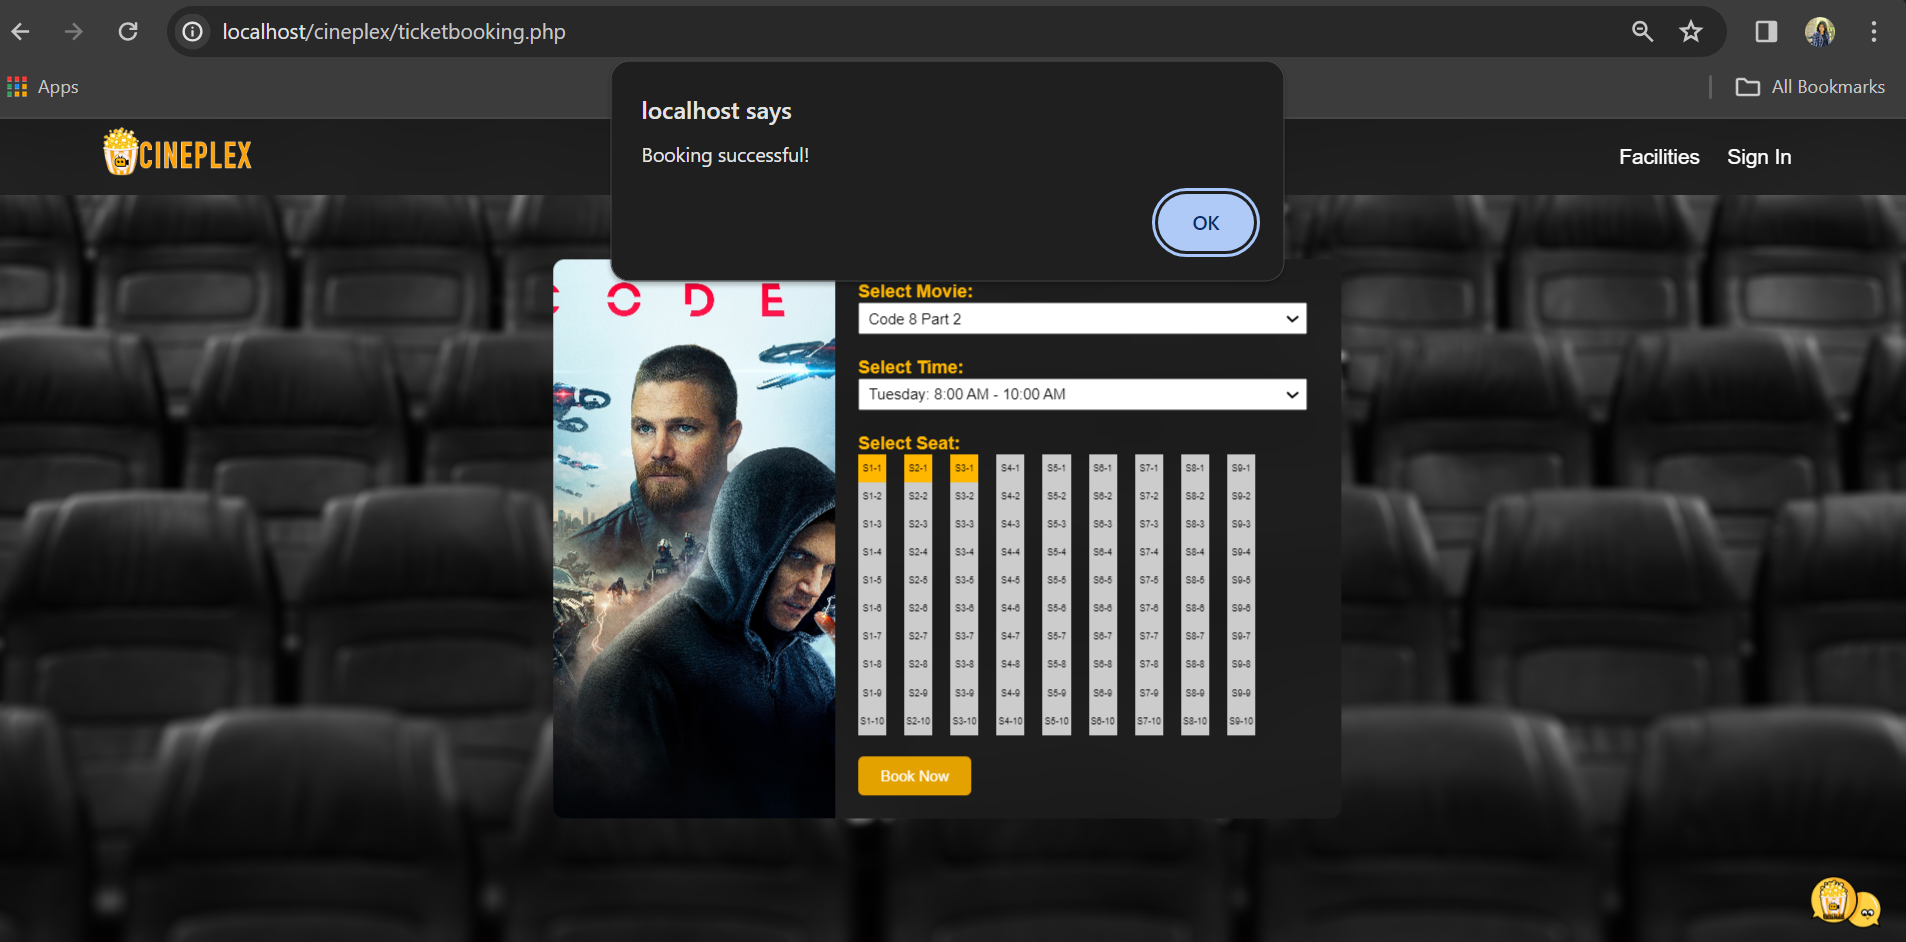 localhost/cineplex/ticketbooking.php
Apps
All Bookmarks
localhost says
Booking successful!
OK
CINEPLEX
Facilities
Sign In
CODE
Select Movie:
Code 8 Part 2
Select Time:
Tuesday: 8:00 AM - 10:00 AM
Select Seat:
S1-1 S2-1 S3-1 S4-1 S5-1 S6-1 S7-1 S8-1 S9-1
S1-2 S2-2 S3-2 S4-2 S5-2 S6-2 S7-2 S8-2 S9-2
S1-3 S2-3 S3-3 S4-3 S5-3 S6-3 S7-3 S8-3 S9-3
S1-4 S2-4 S3-4 S4-4 S5-4 S6-4 S7-4 S8-4 S9-4
S1-5 S2-5 S3-5 S4-5 S5-5 S6-5 S7-5 S8-5 S9-5
S1-6 S2-6 S3-6 S4-6 S5-6 S6-6 S7-6 S8-6 S9-6
S1-7 S2-7 S3-7 S4-7 S5-7 S6-7 S7-7 S8-7 S9-7
S1-8 S2-8 S3-8 S4-8 S5-8 S6-8 S7-8 S8-8 S9-8
S1-9 S2-9 S3-9 S4-9 S5-9 S6-9 S7-9 S8-9 S9-9
S1-10 S2-10 S3-10 S4-10 S5-10 S6-10 S7-10 S8-10 S9-10
Book Now